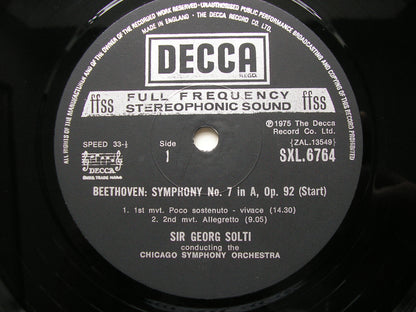 ALL RIGHTS OF THE MANUFACTURER AND OF THE OWNER OF THE RECORDED WORK RESERVED. UNAUTHORISED PUBLIC PERFORMANCE BROADCASTING AND COPYING OF THIS RECORD PROHIBITED
MADE IN ENGLAND. · THE DECCA RECORD CO. LTD.
DECCA
REGD.
ffss FULL FREQUENCY ffss
STEREOPHONIC SOUND
℗1975 The Decca
Record Co. Ltd.
SPEED 33-⅓
Side
1
(ZAL.13549)
SXL.6764
DECCA
BEETHOVEN: SYMPHONY No. 7 in A, Op. 92 (Start)
1. 1st mvt. Poco sostenuto - vivace (14.30)
2. 2nd mvt. Allegretto (9.05)
SIR GEORG SOLTI
conducting the
CHICAGO SYMPHONY ORCHESTRA